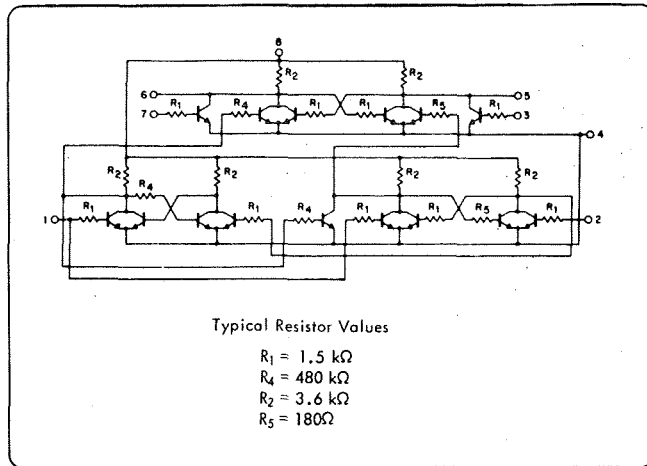 8
R2 R2
6 5
R1 R4 R1 R1 R5 R1
7 3
4
R2 R4 R2 R2 R2
1 R1 R1 R4 R1 R1 R5 R1 2
Typical Resistor Values
R1 = 1.5 kΩ
R4 = 480 kΩ
R2 = 3.6 kΩ
R5 = 180Ω